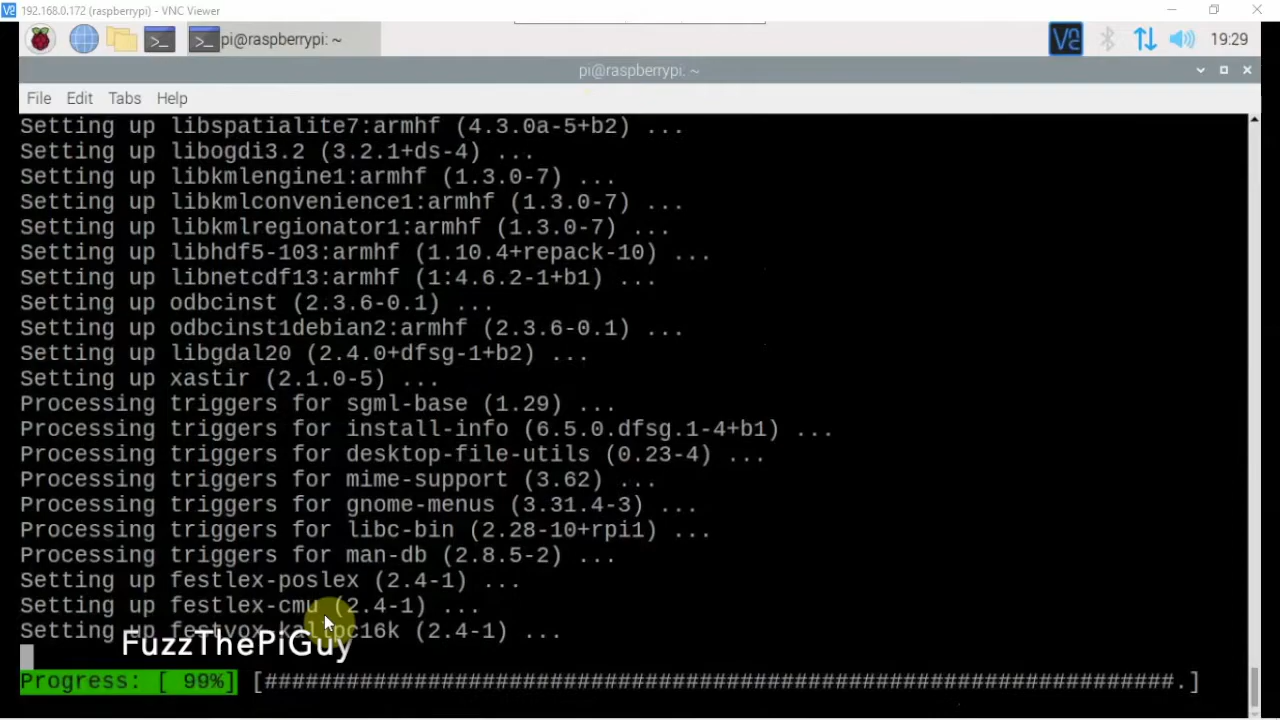 192.168.0.172 (raspberrypi) - VNC Viewer
pi@raspberrypi: ~
19:29
pi@raspberrypi: ~
File Edit Tabs Help
Setting up libspatialite7:armhf (4.3.0a-5+b2) ...
Setting up libogdi3.2 (3.2.1+ds-4) ...
Setting up libkmlengine1:armhf (1.3.0-7) ...
Setting up libkmlconvenience1:armhf (1.3.0-7) ...
Setting up libkmlregionator1:armhf (1.3.0-7) ...
Setting up libhdf5-103:armhf (1.10.4+repack-10) ...
Setting up libnetcdf13:armhf (1:4.6.2-1+b1) ...
Setting up odbcinst (2.3.6-0.1) ...
Setting up odbcinst1debian2:armhf (2.3.6-0.1) ...
Setting up libgdal20 (2.4.0+dfsg-1+b2) ...
Setting up xastir (2.1.0-5) ...
Processing triggers for sgml-base (1.29) ...
Processing triggers for install-info (6.5.0.dfsg.1-4+b1) ...
Processing triggers for desktop-file-utils (0.23-4) ...
Processing triggers for mime-support (3.62) ...
Processing triggers for gnome-menus (3.31.4-3) ...
Processing triggers for libc-bin (2.28-10+rpi1) ...
Processing triggers for man-db (2.8.5-2) ...
Setting up festlex-poslex (2.4-1) ...
Setting up festlex-cmu (2.4-1) ...
Setting up festvox-kallpc16k (2.4-1) ...
FuzzThePiGuy
Progress: [ 99%] [###################################################################.]